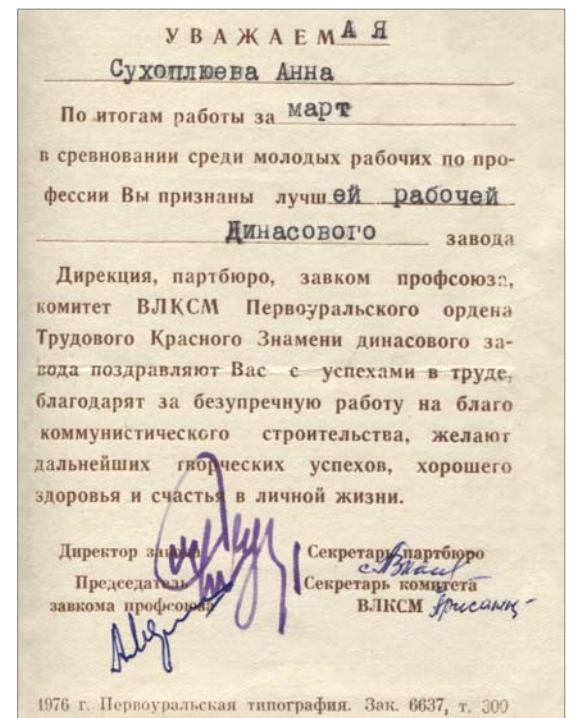 УВАЖАЕМАЯ
Сухоплюева Анна
По итогам работы за март
в сревновании среди молодых рабочих по про-
фессии Вы признаны лучшей рабочей
Динасового завода
Дирекция, партбюро, завком профсоюза,
комитет ВЛКСМ Первоуральского ордена
Трудового Красного Знамени динасового за-
вода поздравляют Вас с успехами в труде,
благодарят за безупречную работу на благо
коммунистического строительства, желают
дальнейших творческих успехов, хорошего
здоровья и счастья в личной жизни.
Директор завода Секретарь партбюро
Председатель Секретарь комитета
завкома профсоюза ВЛКСМ
1976 г. Первоуральская типография. Зак. 6637, т. 300